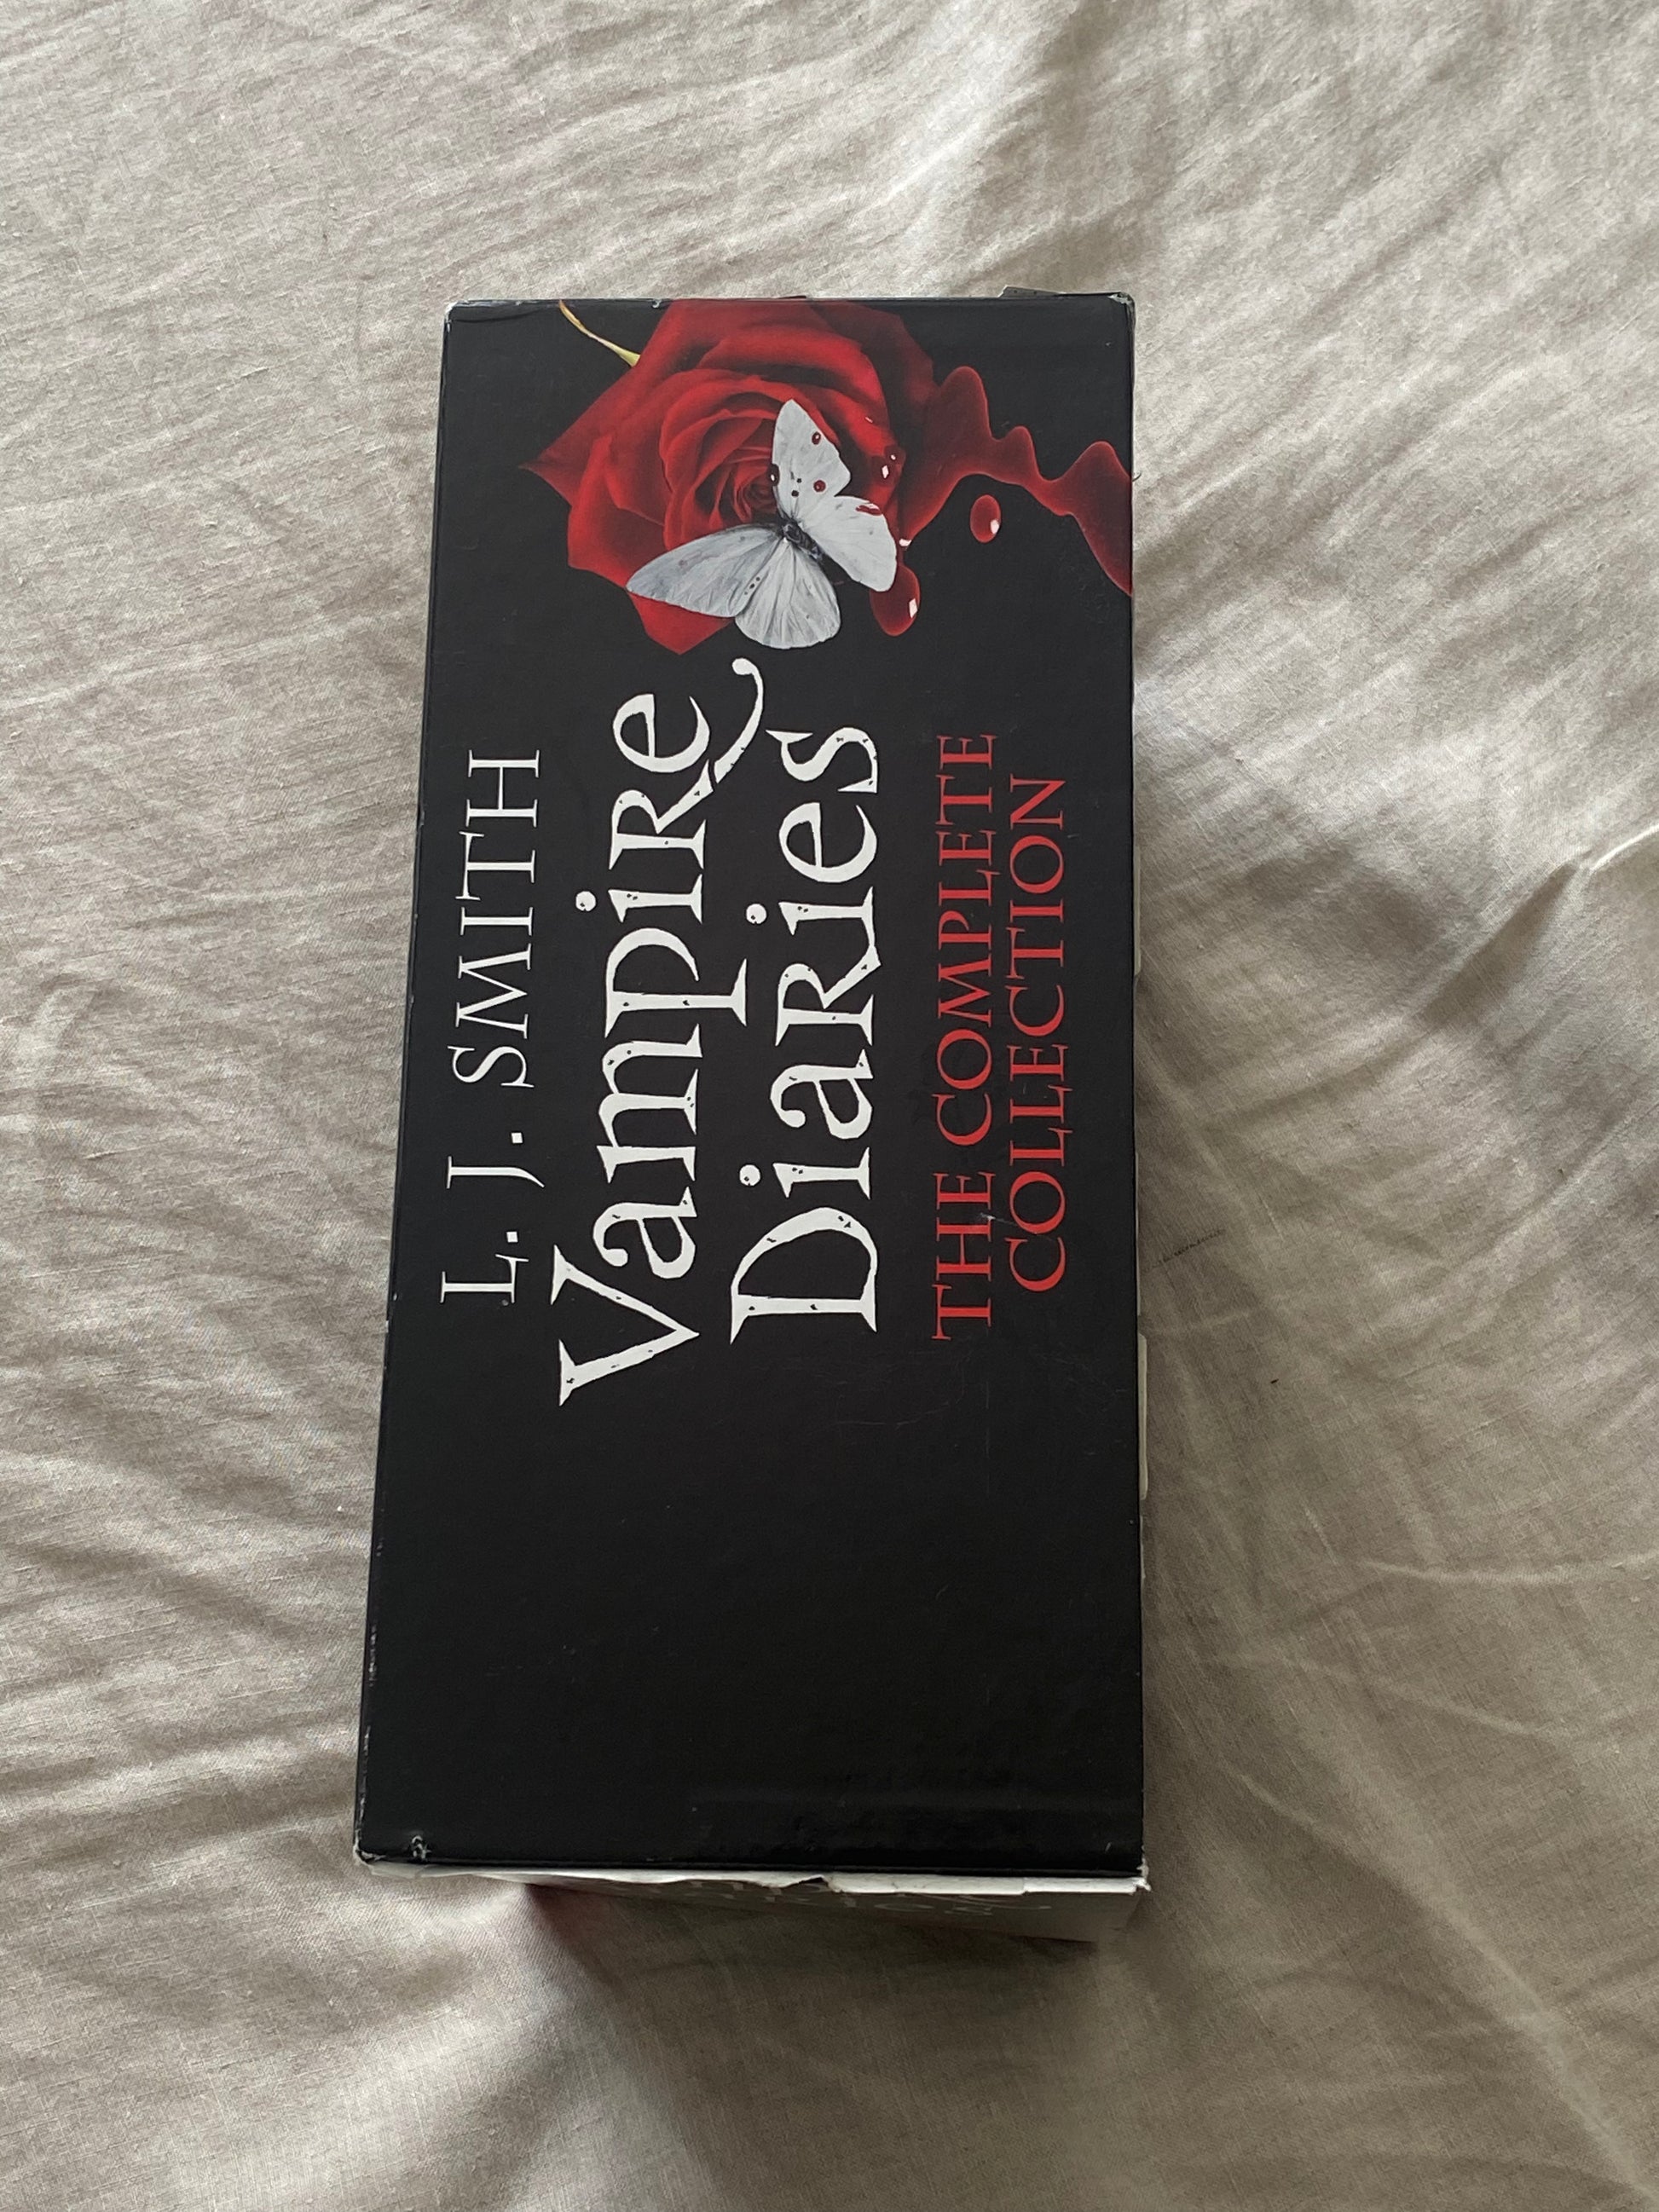 L. J. SMITH
Vampire
Diaries
THE COMPLETE
COLLECTION